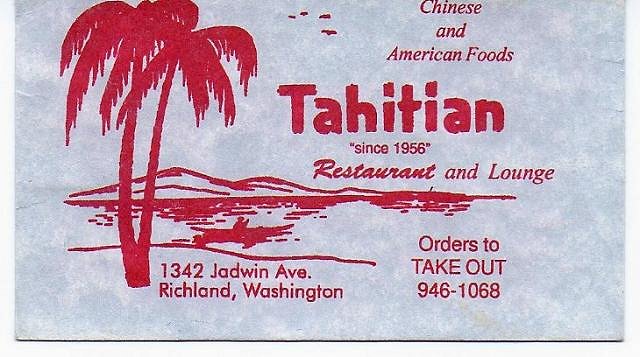 Chinese
and
American Foods
Tahitian
"since 1956"
Restaurant and Lounge
Orders to
TAKE OUT
946-1068
1342 Jadwin Ave.
Richland, Washington